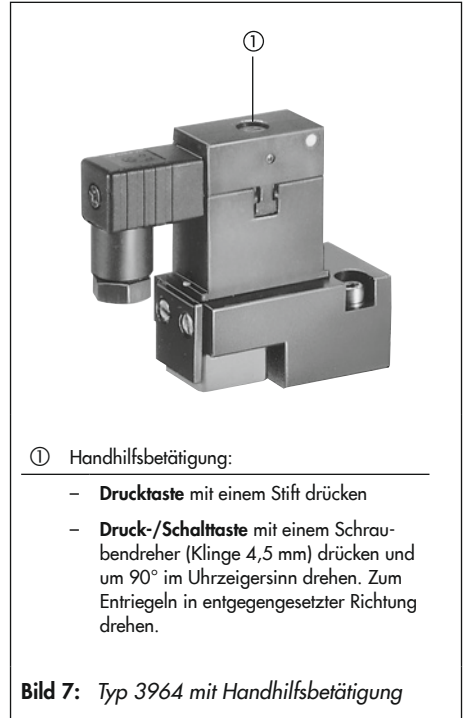 ①
① Handhilfsbetätigung:
– Drucktaste mit einem Stift drücken
– Druck-/Schalttaste mit einem Schrau-
bendreher (Klinge 4,5 mm) drücken und
um 90° im Uhrzeigersinn drehen. Zum
Entriegeln in entgegengesetzter Richtung
drehen.
Bild 7: Typ 3964 mit Handhilfsbetätigung